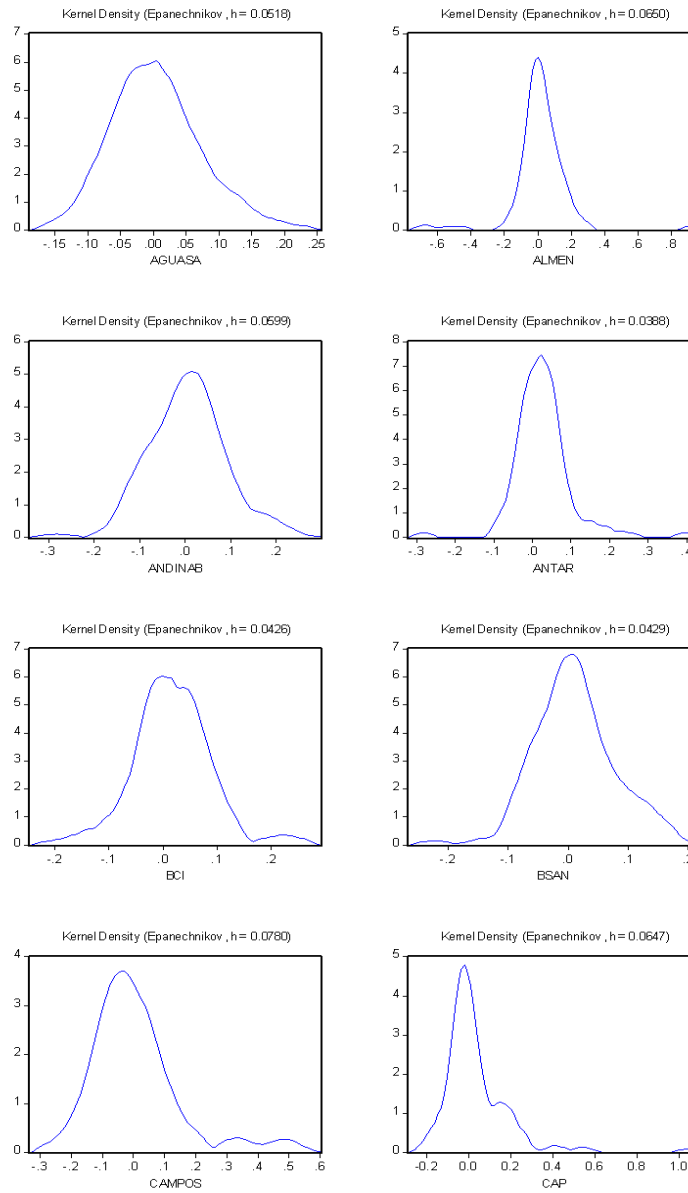 Kernel Density (Epanechnikov, h = 0.0518)
7
6
5
4
3
2
1
0
-.15 -.10 -.05 .00 .05 .10 .15 .20 .25
AGUASA
Kernel Density (Epanechnikov, h = 0.0650)
5
4
3
2
1
0
-.6 -.4 -.2 .0 .2 .4 .6 .8
ALMEN
Kernel Density (Epanechnikov, h = 0.0599)
6
5
4
3
2
1
0
-.3 -.2 -.1 .0 .1 .2
ANDINAB
Kernel Density (Epanechnikov, h = 0.0388)
8
7
6
5
4
3
2
1
0
-.3 -.2 -.1 .0 .1 .2 .3 .4
ANTAR
Kernel Density (Epanechnikov, h = 0.0426)
7
6
5
4
3
2
1
0
-.2 -.1 .0 .1 .2
BCI
Kernel Density (Epanechnikov, h = 0.0429)
7
6
5
4
3
2
1
0
-.2 -.1 .0 .1 .2
BSAN
Kernel Density (Epanechnikov, h = 0.0780)
4
3
2
1
0
-.3 -.2 -.1 .0 .1 .2 .3 .4 .5 .6
CAMPOS
Kernel Density (Epanechnikov, h = 0.0647)
5
4
3
2
1
0
-0.2 0.0 0.2 0.4 0.6 0.8 1.0
CAP